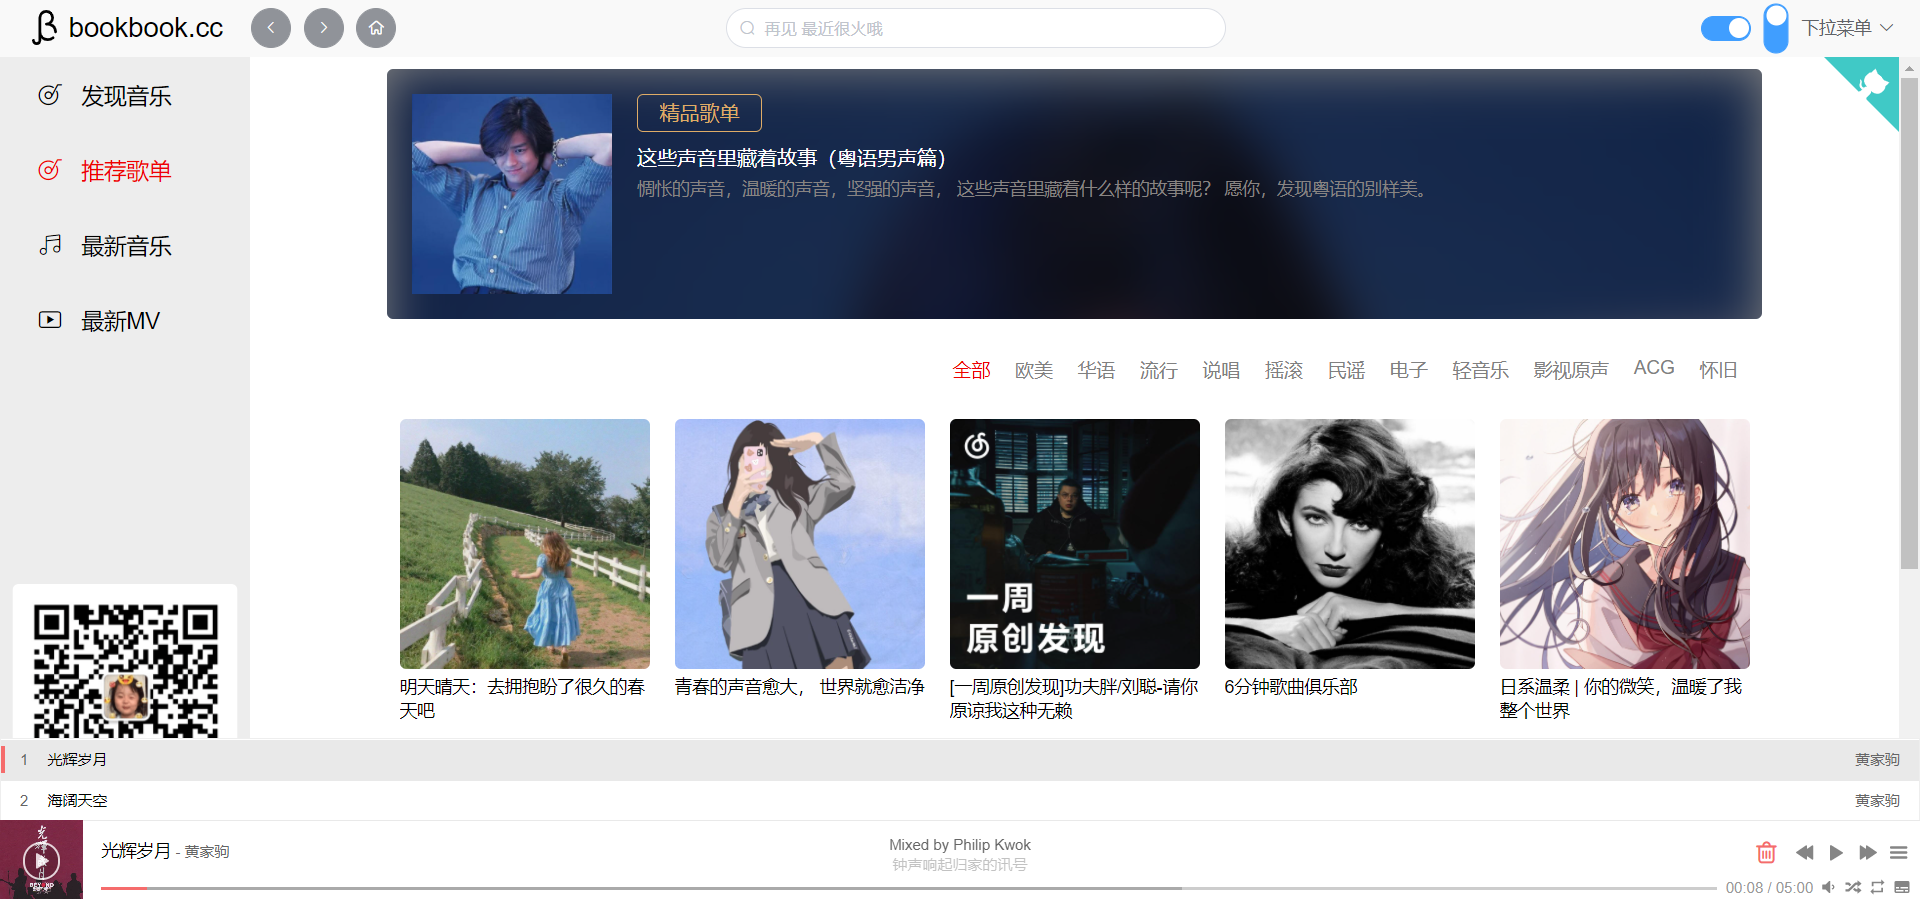 bookbook.cc
再见 最近很火哦
下拉菜单
发现音乐
推荐歌单
最新音乐
最新MV
精品歌单
这些声音里藏着故事（粤语男声篇）
惆怅的声音，温暖的声音，坚强的声音， 这些声音里藏着什么样的故事呢？ 愿你，发现粤语的别样美。
全部 欧美 华语 流行 说唱 摇滚 民谣 电子 轻音乐 影视原声 ACG 怀旧
一周
原创发现
明天晴天：去拥抱盼了很久的春
天吧
青春的声音愈大， 世界就愈洁净
[一周原创发现]功夫胖/刘聪-请你
原谅我这种无赖
6分钟歌曲俱乐部
日系温柔 | 你的微笑，温暖了我
整个世界
1 光辉岁月 黄家驹
2 海阔天空 黄家驹
光辉岁月
BEYOND
光辉岁月 - 黄家驹
Mixed by Philip Kwok
钟声响起归家的讯号
00:08 / 05:00